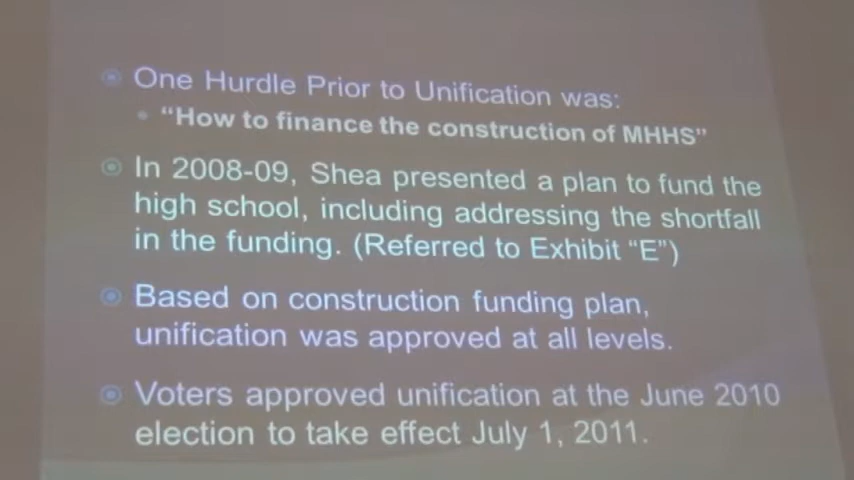 One Hurdle Prior to Unification was:
“How to finance the construction of MHHS”
In 2008-09, Shea presented a plan to fund the
high school, including addressing the shortfall
in the funding. (Referred to Exhibit “E”)
Based on construction funding plan,
unification was approved at all levels.
Voters approved unification at the June 2010
election to take effect July 1, 2011.